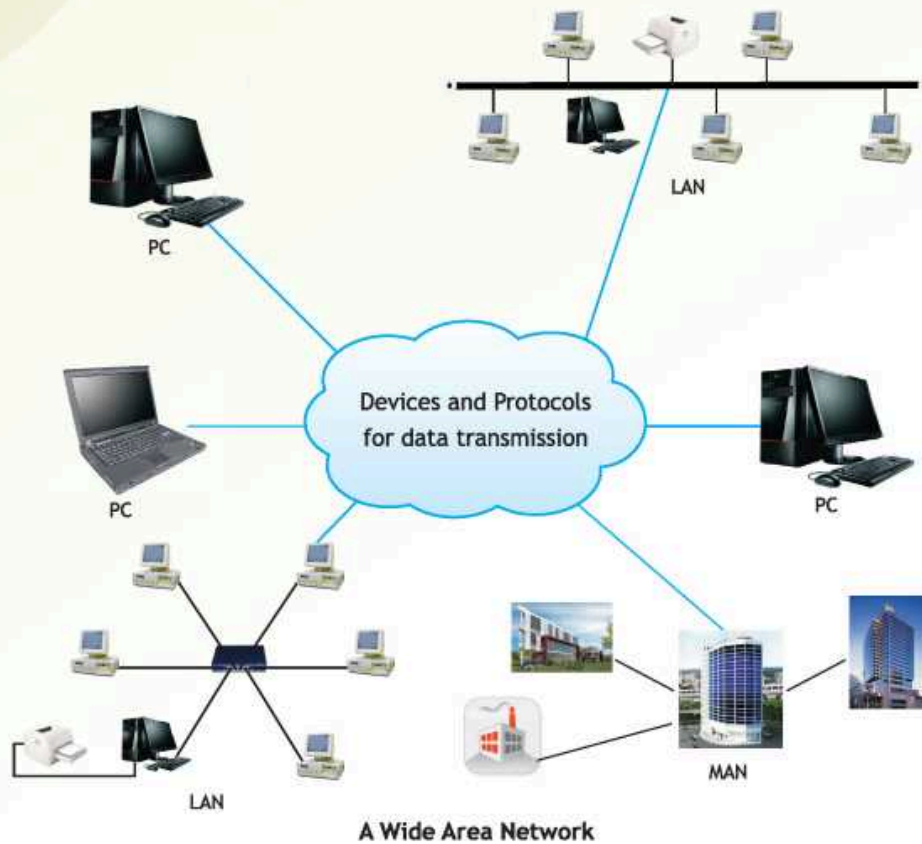 LAN
PC
Devices and Protocols
for data transmission
PC
PC
LAN
MAN
A Wide Area Network